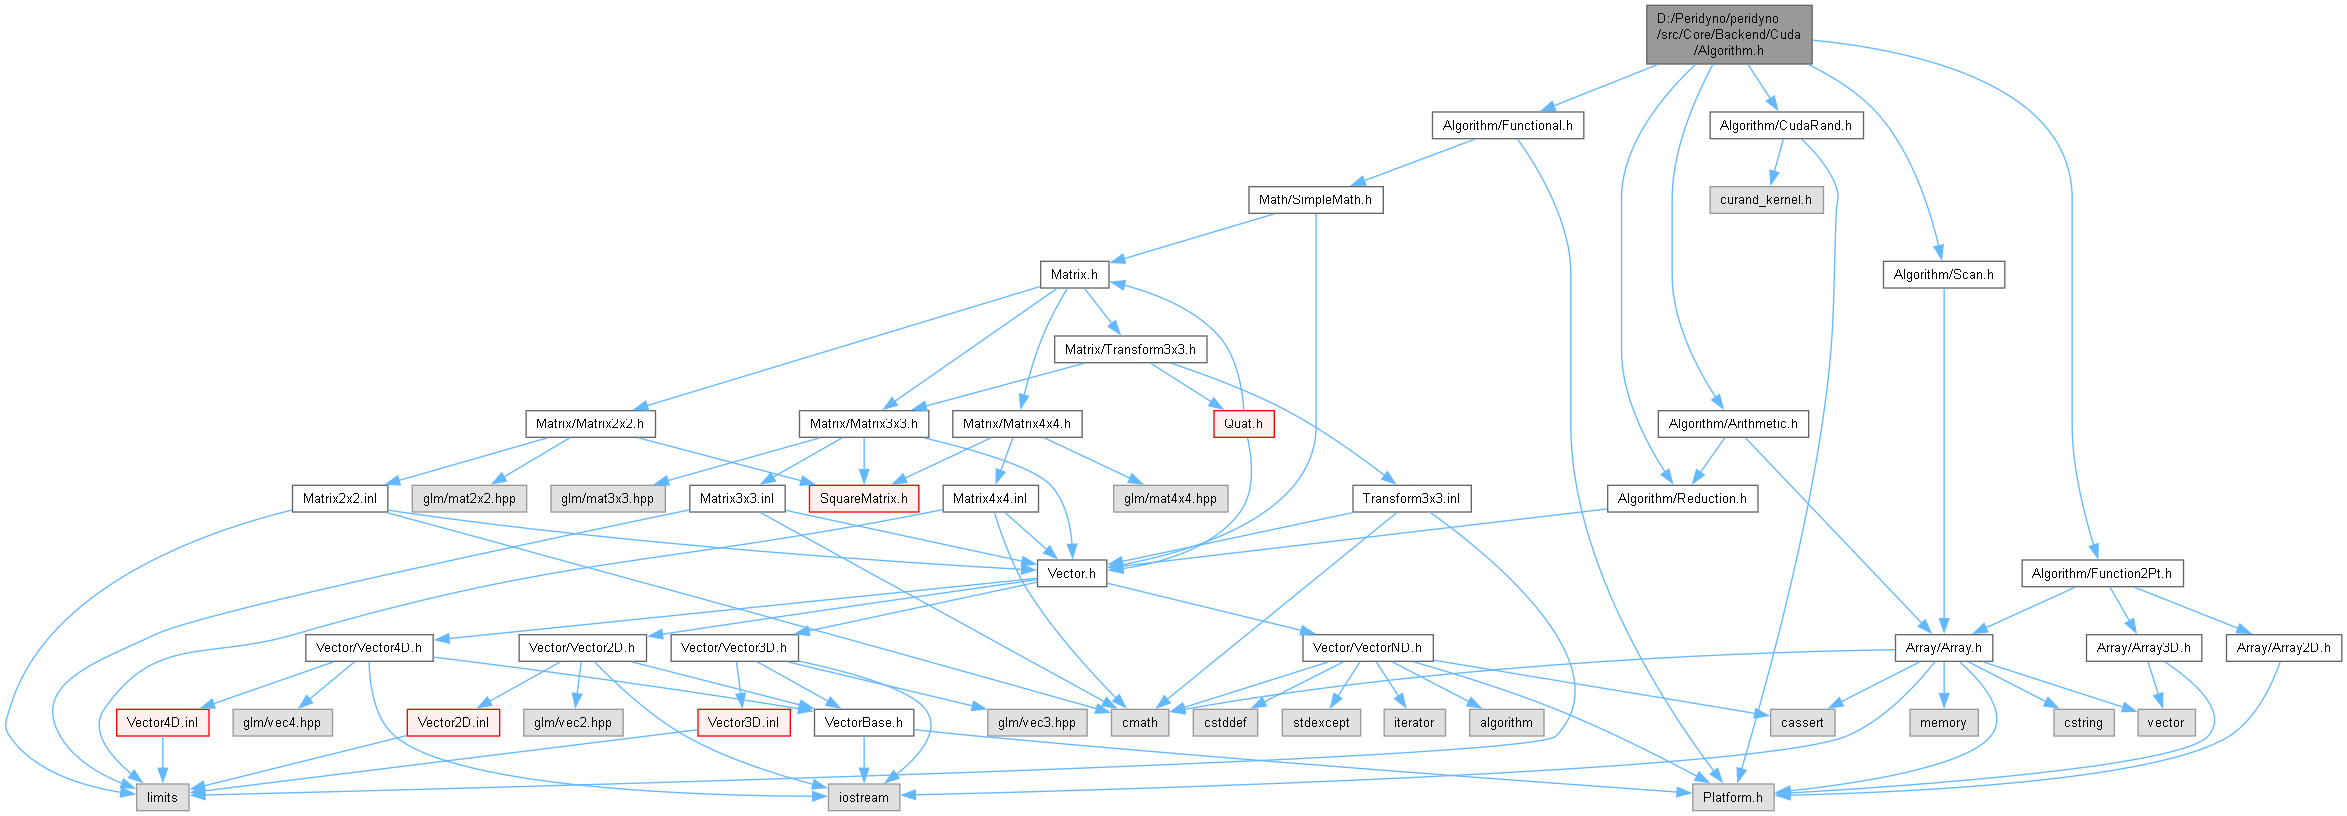 D:/Peridyno/peridyno
/src/Core/Backend/Cuda
/Algorithm.h
Algorithm/Functional.h
Algorithm/CudaRand.h
Math/SimpleMath.h
curand_kernel.h
Matrix.h
Algorithm/Scan.h
Matrix/Transform3x3.h
Matrix/Matrix2x2.h
Matrix/Matrix3x3.h
Matrix/Matrix4x4.h
Quat.h
Algorithm/Arithmetic.h
Matrix2x2.inl
glm/mat2x2.hpp
glm/mat3x3.hpp
Matrix3x3.inl
SquareMatrix.h
Matrix4x4.inl
glm/mat4x4.hpp
Transform3x3.inl
Algorithm/Reduction.h
Vector.h
Algorithm/Function2Pt.h
Vector/Vector4D.h
Vector/Vector2D.h
Vector/Vector3D.h
Vector/VectorND.h
Array/Array.h
Array/Array3D.h
Array/Array2D.h
Vector4D.inl
glm/vec4.hpp
Vector2D.inl
glm/vec2.hpp
Vector3D.inl
VectorBase.h
glm/vec3.hpp
cmath
cstddef
stdexcept
iterator
algorithm
cassert
memory
cstring
vector
limits
iostream
Platform.h